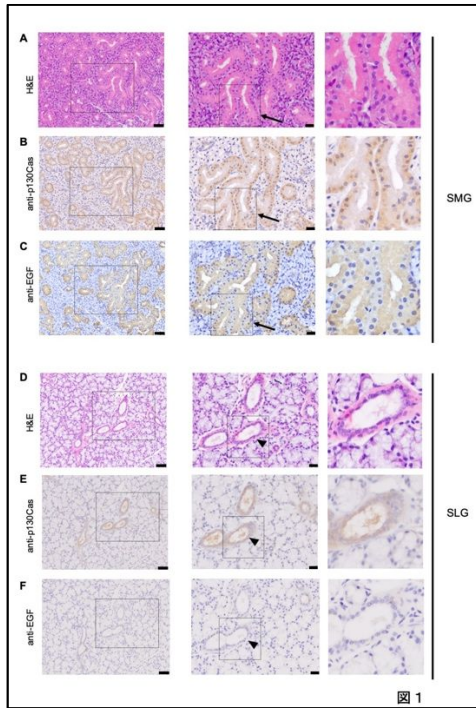 A
H&E
B
anti-p130Cas
C
anti-EGF
SMG
D
H&E
E
anti-p130Cas
F
anti-EGF
SLG
図1